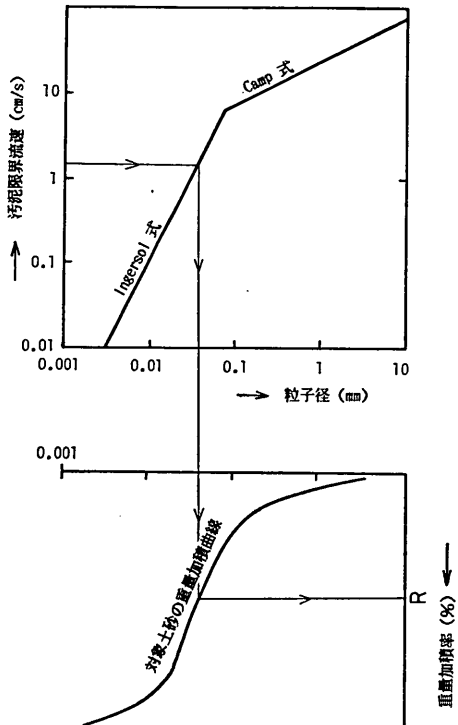 汚泥限界流速 (cm/s)
10
1
0.1
0.01
Camp 式
Ingersol 式
0.001
0.01
0.1
1
10
粒子径 (mm)
0.001
対象土砂の重量加積曲線
R
重量加積率 (%)